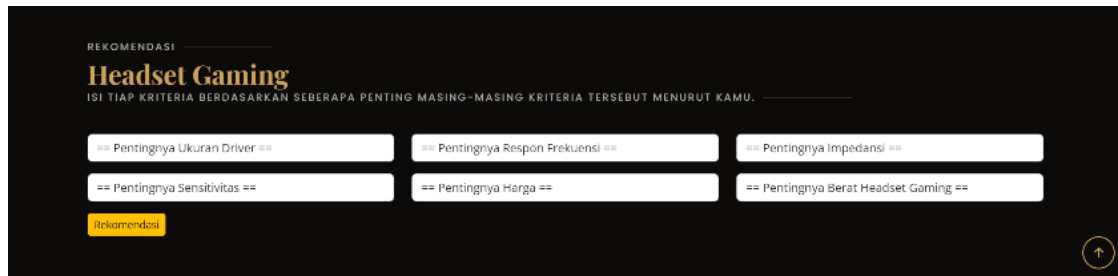 REKOMENDASI
Headset Gaming
ISI TIAP KRITERIA BERDASARKAN SEBERAPA PENTING MASING-MASING KRITERIA TERSEBUT MENURUT KAMU.
== Pentingnya Ukuran Driver == == Pentingnya Respon Frekuensi == == Pentingnya Impedansi ==
== Pentingnya Sensitivitas == == Pentingnya Harga == == Pentingnya Berat Headset Gaming ==
Rekomendasi